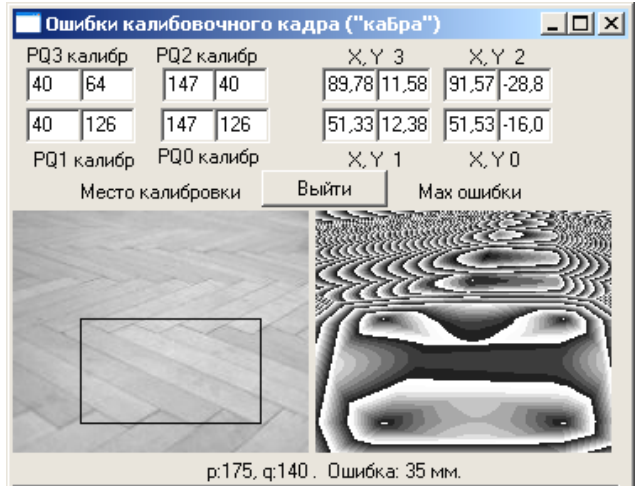 Ошибки калибовочного кадра ("каБра")
PQ3 калибр PQ2 калибр X,Y 3 X,Y 2
40 64 147 40 89,78 11,58 91,57 -28,8
40 126 147 126 51,33 12,38 51,53 -16,0
PQ1 калибр PQ0 калибр X,Y 1 X,Y 0
Место калибровки Выйти Мах ошибки
p:175, q:140 . Ошибка: 35 мм.